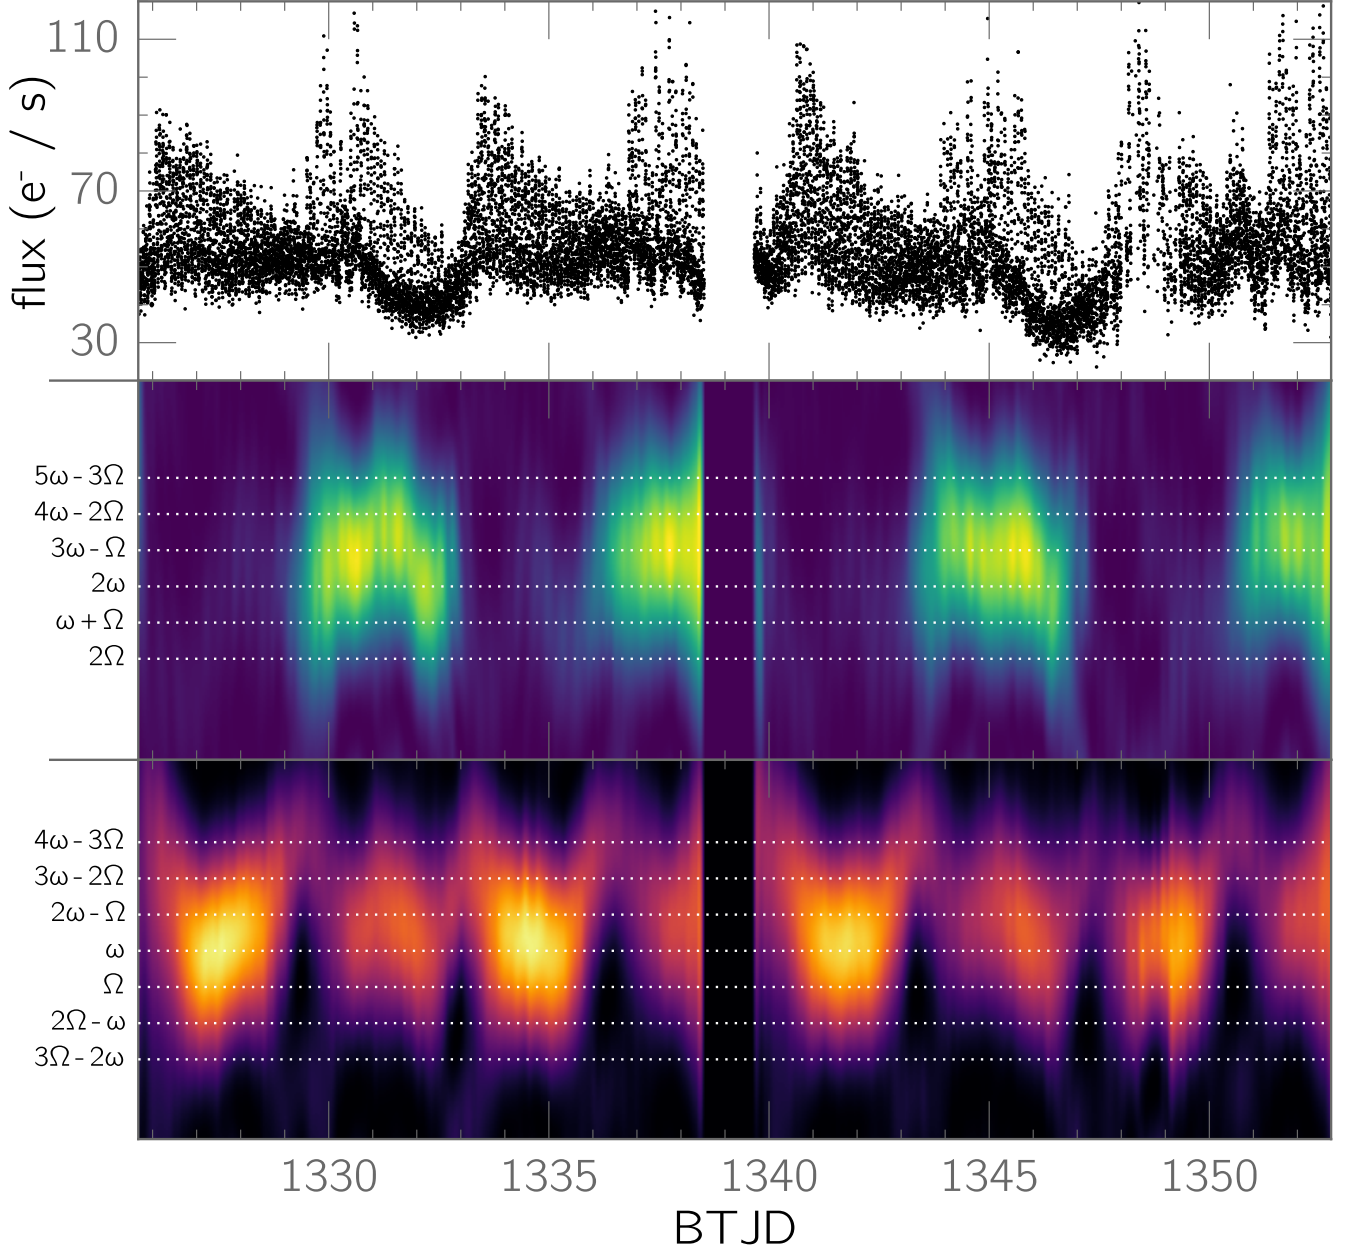 110
70
30
flux (e⁻ / s)
5ω - 3Ω
4ω - 2Ω
3ω - Ω
2ω
ω + Ω
2Ω
4ω - 3Ω
3ω - 2Ω
2ω - Ω
ω
Ω
2Ω - ω
3Ω - 2ω
1330 1335 1340 1345 1350
BTJD